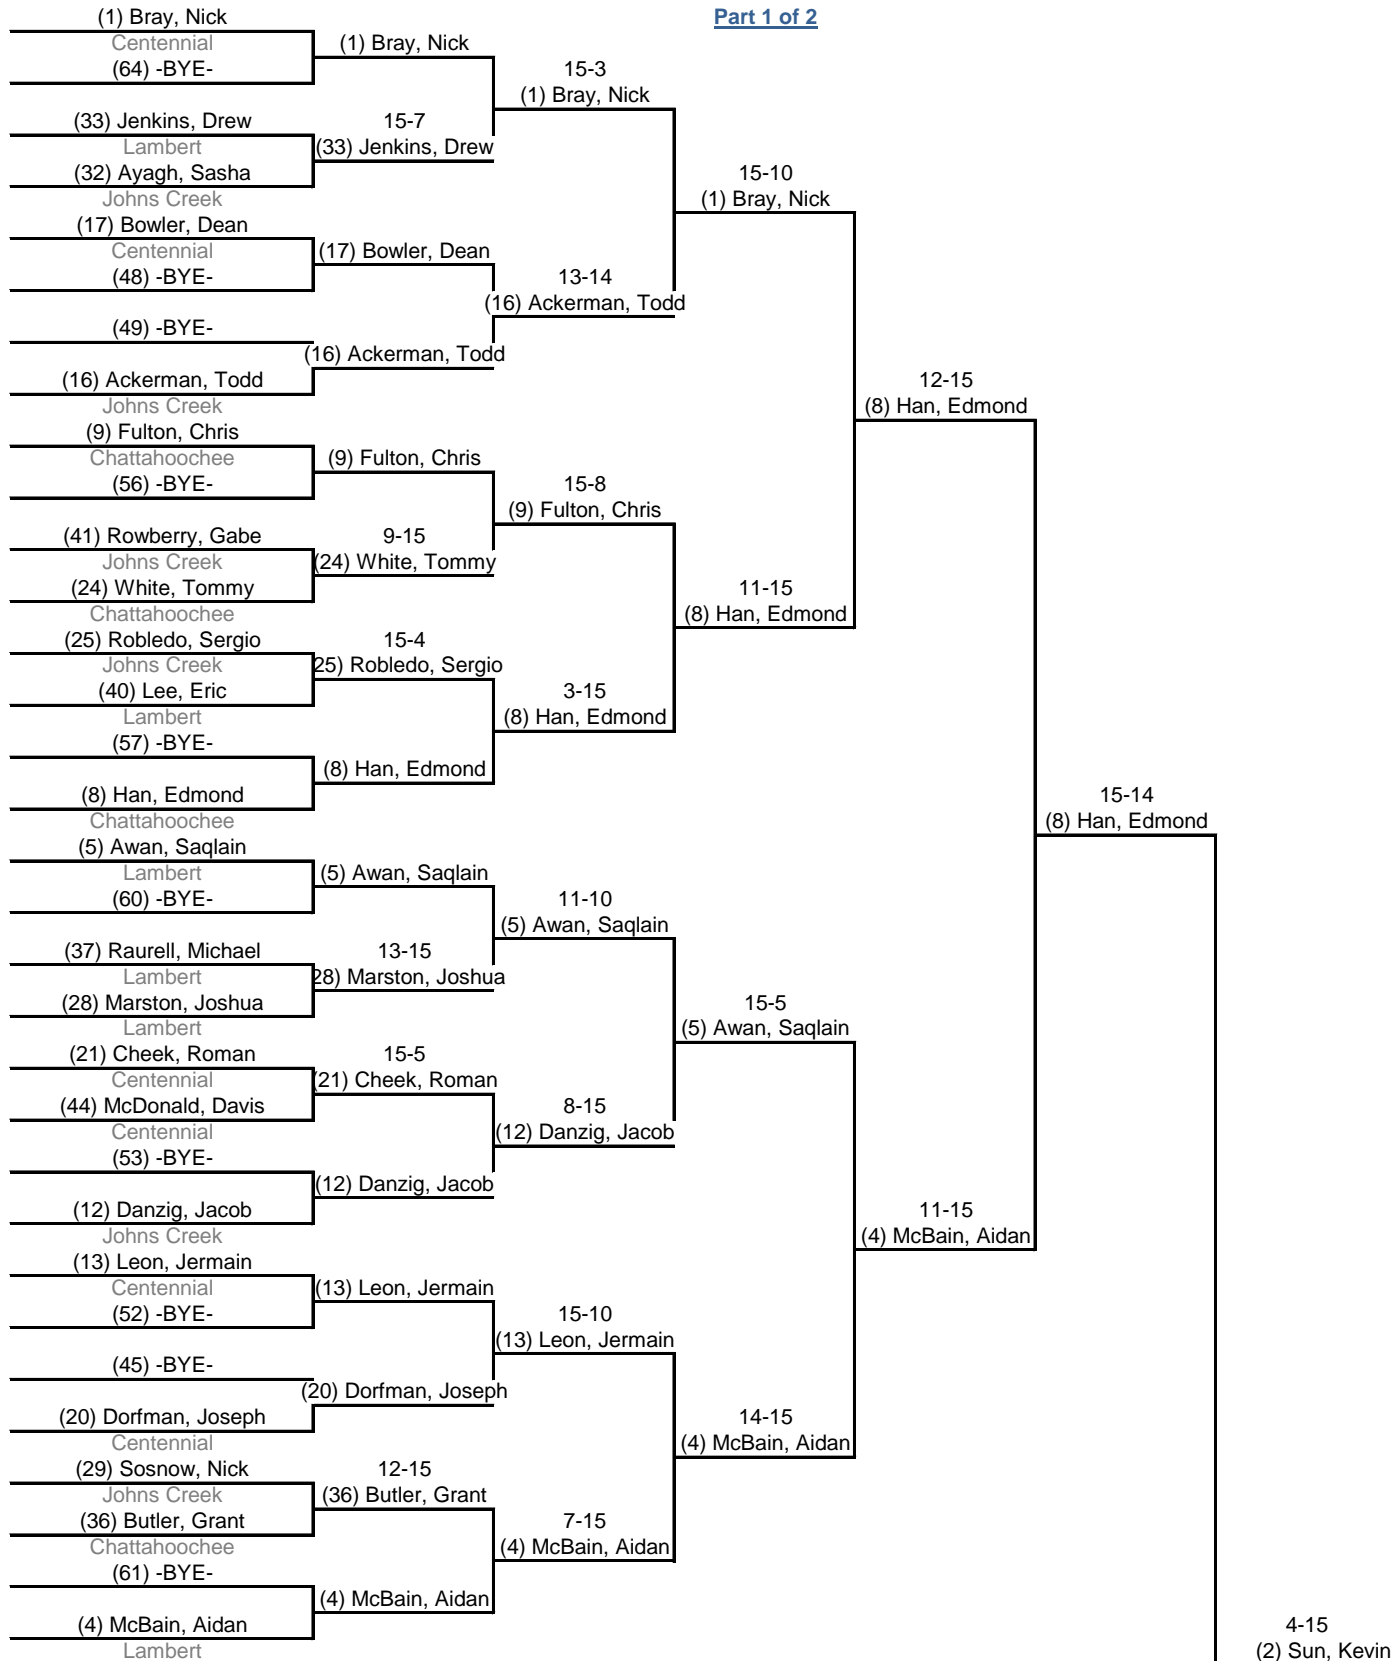 Part 1 of 2
(1) Bray, Nick
Centennial
(64) -BYE-
(33) Jenkins, Drew
Lambert
(32) Ayagh, Sasha
Johns Creek
(17) Bowler, Dean
Centennial
(48) -BYE-
(49) -BYE-
(16) Ackerman, Todd
Johns Creek
(9) Fulton, Chris
Chattahoochee
(56) -BYE-
(41) Rowberry, Gabe
Johns Creek
(24) White, Tommy
Chattahoochee
(25) Robledo, Sergio
Johns Creek
(40) Lee, Eric
Lambert
(57) -BYE-
(8) Han, Edmond
Chattahoochee
(5) Awan, Saqlain
Lambert
(60) -BYE-
(37) Raurell, Michael
Lambert
(28) Marston, Joshua
Lambert
(21) Cheek, Roman
Centennial
(44) McDonald, Davis
Centennial
(53) -BYE-
(12) Danzig, Jacob
Johns Creek
(13) Leon, Jermain
Centennial
(52) -BYE-
(45) -BYE-
(20) Dorfman, Joseph
Centennial
(29) Sosnow, Nick
Johns Creek
(36) Butler, Grant
Chattahoochee
(61) -BYE-
(4) McBain, Aidan
Lambert
(1) Bray, Nick
15-7
(33) Jenkins, Drew
(17) Bowler, Dean
(16) Ackerman, Todd
(9) Fulton, Chris
9-15
(24) White, Tommy
15-4
25) Robledo, Sergio
(8) Han, Edmond
(5) Awan, Saqlain
13-15
28) Marston, Joshua
15-5
(21) Cheek, Roman
(12) Danzig, Jacob
(13) Leon, Jermain
(20) Dorfman, Joseph
12-15
(36) Butler, Grant
(4) McBain, Aidan
15-3
(1) Bray, Nick
13-14
(16) Ackerman, Todd
15-8
(9) Fulton, Chris
3-15
(8) Han, Edmond
11-10
(5) Awan, Saqlain
8-15
(12) Danzig, Jacob
15-10
(13) Leon, Jermain
7-15
(4) McBain, Aidan
15-10
(1) Bray, Nick
11-15
(8) Han, Edmond
15-5
(5) Awan, Saqlain
14-15
(4) McBain, Aidan
12-15
(8) Han, Edmond
11-15
(4) McBain, Aidan
15-14
(8) Han, Edmond
4-15
(2) Sun, Kevin